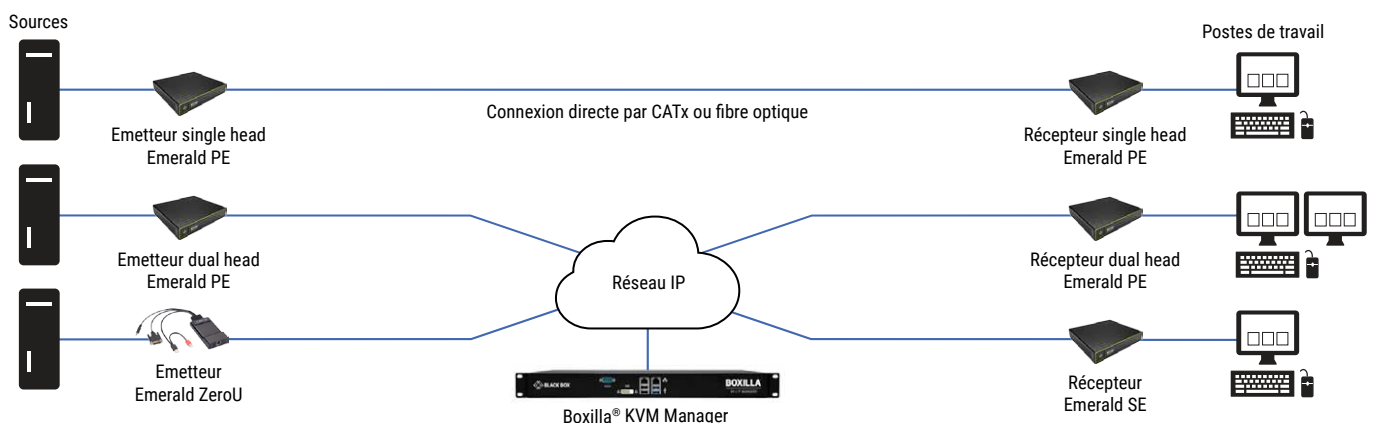 Sources
Postes de travail
Connexion directe par CATx ou fibre optique
Emetteur single head
Emerald PE
Récepteur single head
Emerald PE
Emetteur dual head
Emerald PE
Réseau IP
Récepteur dual head
Emerald PE
Emetteur
Emerald ZeroU
BLACK BOX
BOXILLA
Boxilla® KVM Manager
Récepteur
Emerald SE